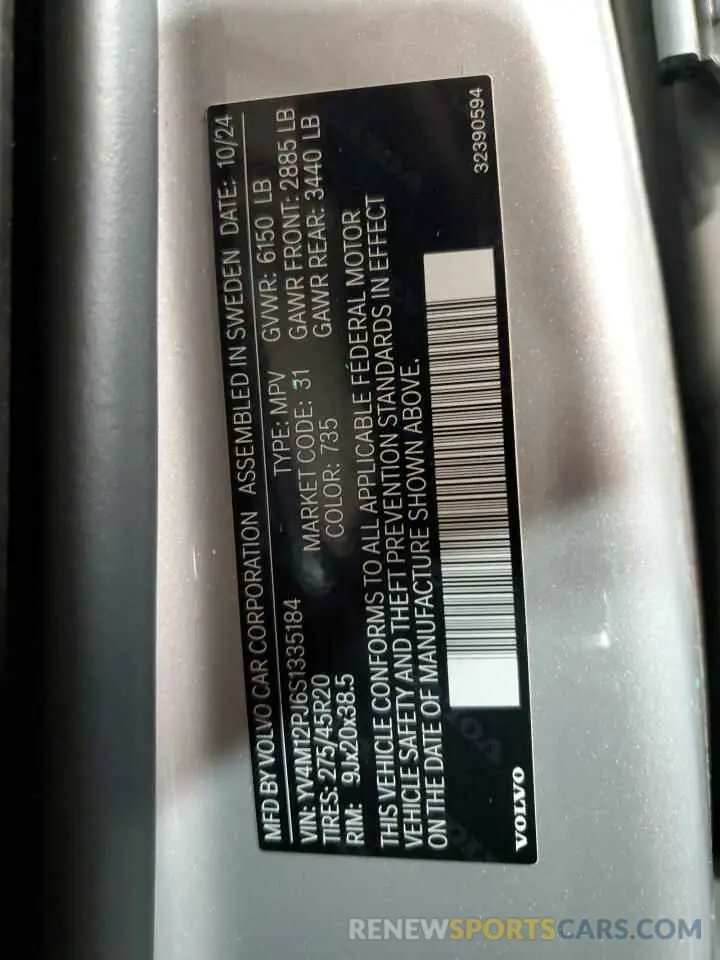 MFD BY VOLVO CAR CORPORATION ASSEMBLED IN SWEDEN DATE: 10/24
VIN: YV4M12PJ6S1335184 TYPE: MPV GVWR: 6150 LB
TIRES: 275/45R20 MARKET CODE: 31 GAWR FRONT: 2885 LB
RIM: 9Jx20x38.5 COLOR: 735 GAWR REAR: 3440 LB
THIS VEHICLE CONFORMS TO ALL APPLICABLE FEDERAL MOTOR
VEHICLE SAFETY AND THEFT PREVENTION STANDARDS IN EFFECT
ON THE DATE OF MANUFACTURE SHOWN ABOVE.
VOLVO
32390594
RENEWSPORTSCARS.COM